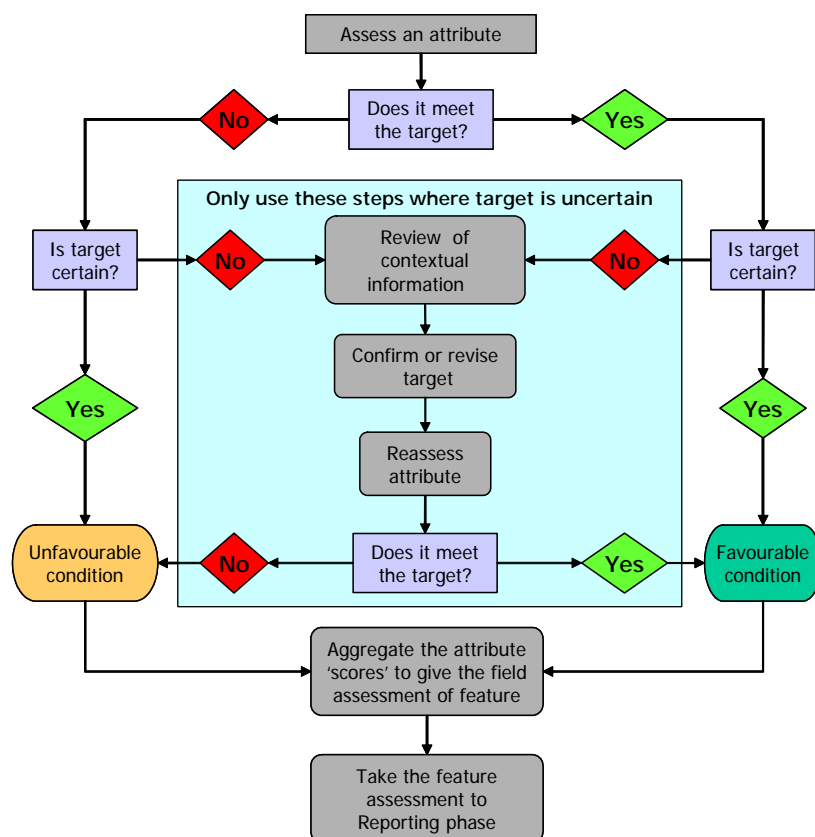 Assess an attribute
Does it meet
the target?
No
Yes
Only use these steps where target is uncertain
Is target
certain?
No
Review of
contextual
information
No
Is target
certain?
Confirm or revise
target
Yes
Yes
Reassess
attribute
Unfavourable
condition
No
Does it meet
the target?
Yes
Favourable
condition
Aggregate the attribute
‘scores’ to give the field
assessment of feature
Take the feature
assessment to
Reporting phase